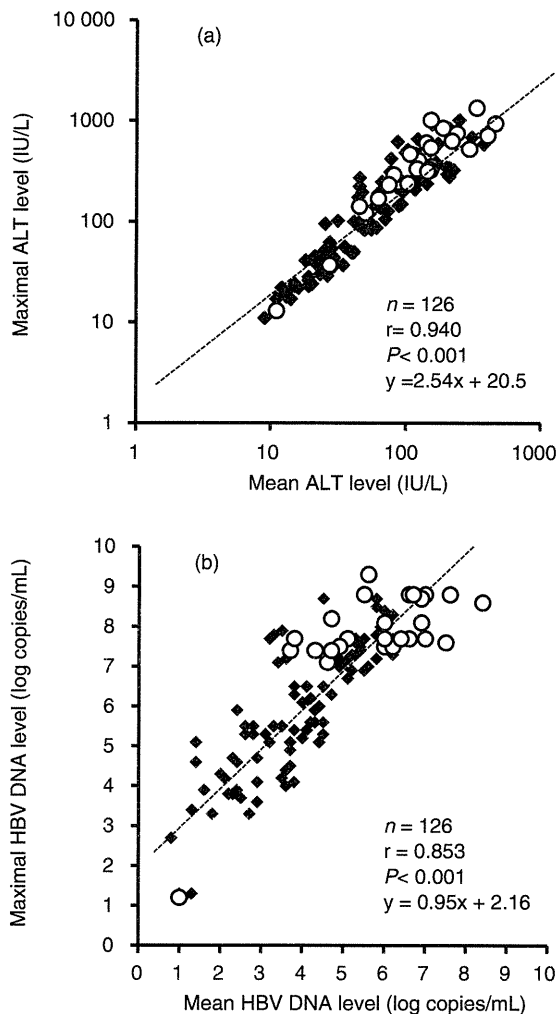 (a)
Maximal ALT level (IU/L)
10 000
1000
100
10
1
n = 126
r= 0.940
P< 0.001
y =2.54x + 20.5
1 10 100 1000
Mean ALT level (IU/L)
(b)
Maximal HBV DNA level (log copies/mL)
10
9
8
7
6
5
4
3
2
1
0
n = 126
r = 0.853
P< 0.001
y = 0.95x + 2.16
0 1 2 3 4 5 6 7 8 9 10
Mean HBV DNA level (log copies/mL)